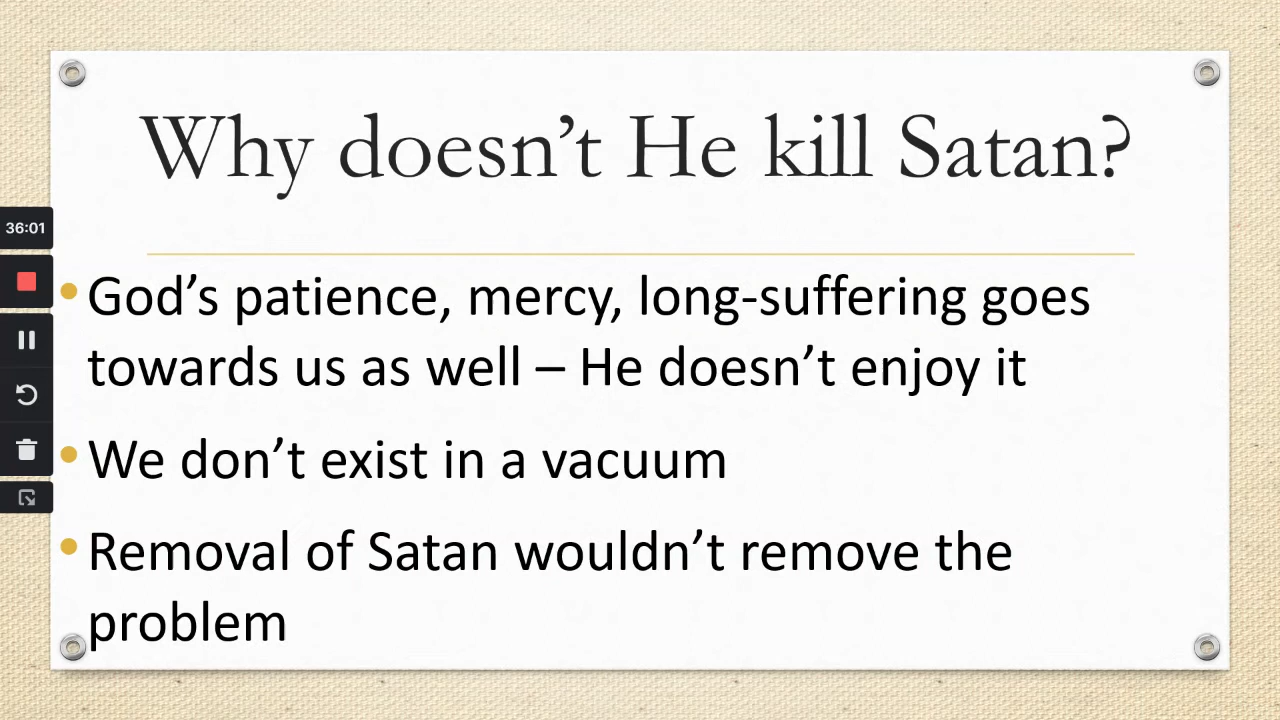 Why doesn’t He kill Satan?
36:01
• God’s patience, mercy, long-suffering goes
towards us as well – He doesn’t enjoy it
• We don’t exist in a vacuum
• Removal of Satan wouldn’t remove the
problem